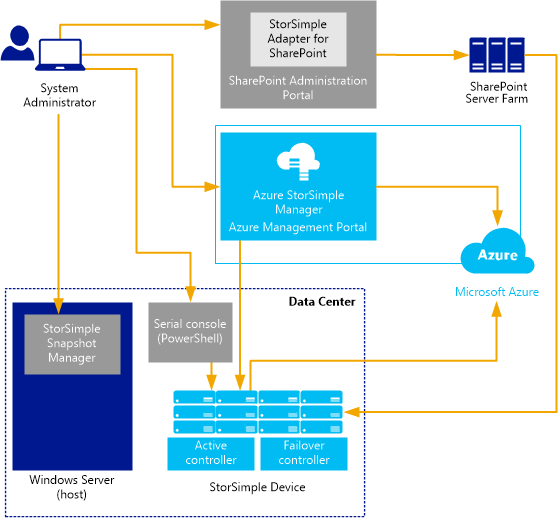 StorSimple
Adapter for
SharePoint
SharePoint Administration
Portal
System
Administrator
SharePoint
Server Farm
Azure StorSimple
Manager
Azure Management Portal
Azure
Microsoft Azure
Data Center
StorSimple
Snapshot
Manager
Serial console
(PowerShell)
Active
controller
Failover
controller
Windows Server
(host)
StorSimple Device